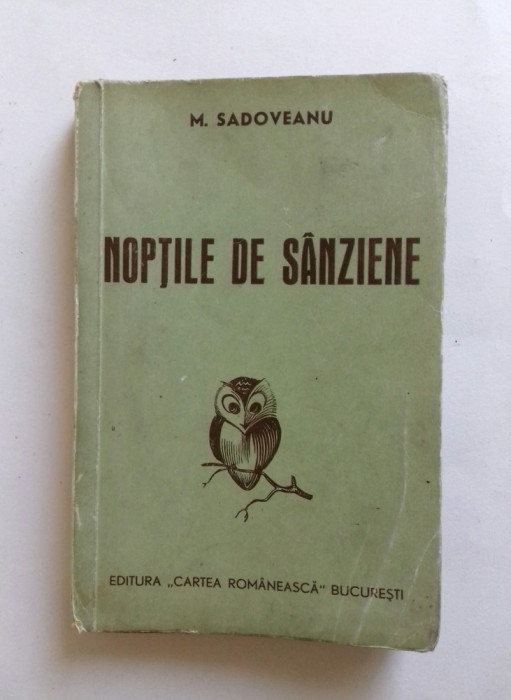 M. SADOVEANU
NOPȚILE DE SÂNZIENE
EDITURA „CARTEA ROMÂNEASCĂ" BUCUREȘTI